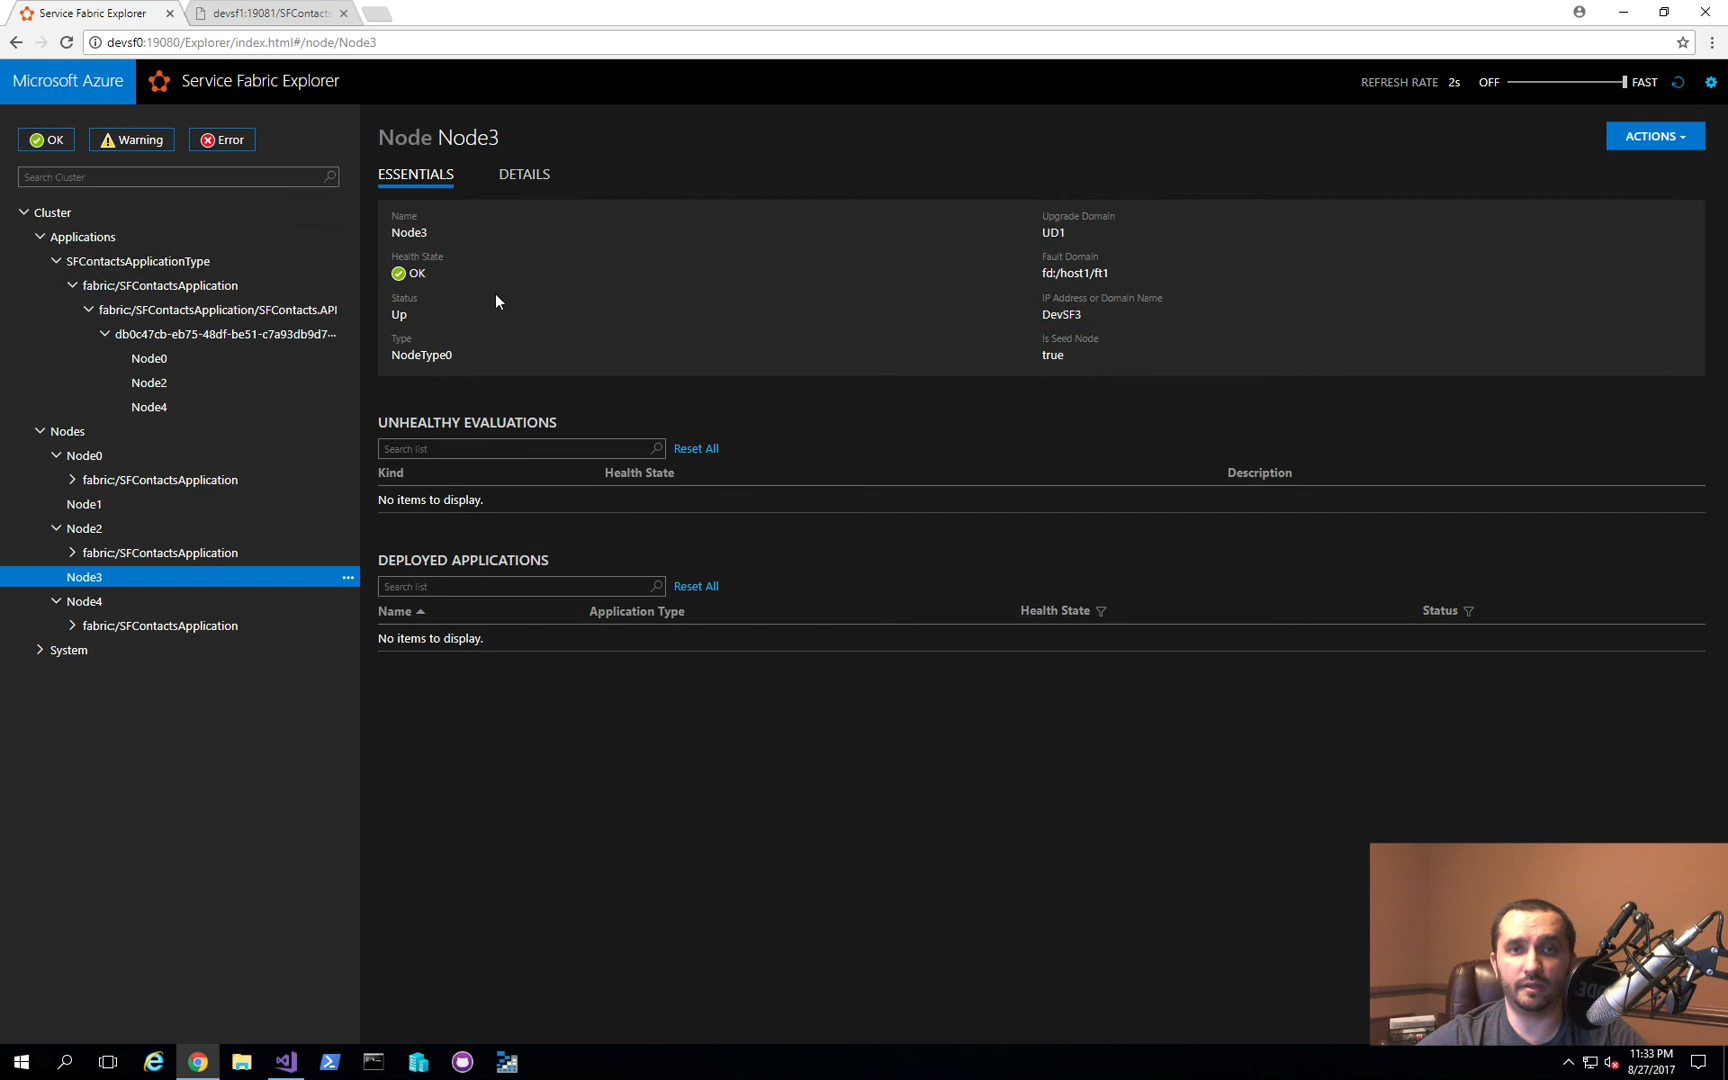 Service Fabric Explorer
devsf1:19081/SFContacts
devsf0:19080/Explorer/index.html#/node/Node3
Microsoft Azure
Service Fabric Explorer
REFRESH RATE 2s OFF FAST
OK
Warning
Error
Search Cluster
Cluster
Applications
SFContactsApplicationType
fabric:/SFContactsApplication
fabric:/SFContactsApplication/SFContacts.API
db0c47cb-eb75-48df-be51-c7a93db9d7...
Node0
Node2
Node4
Nodes
Node0
fabric:/SFContactsApplication
Node1
Node2
fabric:/SFContactsApplication
Node3
Node4
fabric:/SFContactsApplication
System
Node Node3
ACTIONS
ESSENTIALS
DETAILS
Name
Node3
Health State
OK
Status
Up
Type
NodeType0
Upgrade Domain
UD1
Fault Domain
fd:/host1/ft1
IP Address or Domain Name
DevSF3
Is Seed Node
true
UNHEALTHY EVALUATIONS
Search list
Reset All
Kind Health State Description
No items to display.
DEPLOYED APPLICATIONS
Search list
Reset All
Name Application Type Health State Status
No items to display.
11:33 PM
8/27/2017